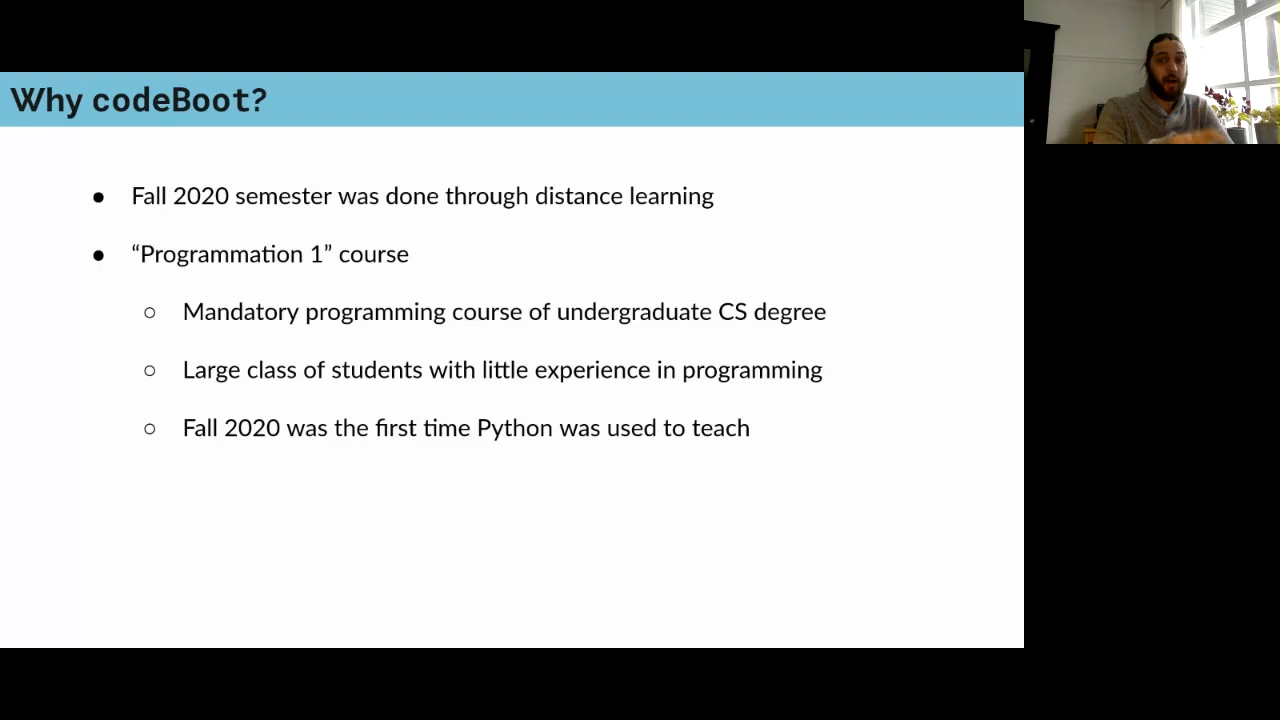 Why codeBoot?
● Fall 2020 semester was done through distance learning
● “Programmation 1” course
○ Mandatory programming course of undergraduate CS degree
○ Large class of students with little experience in programming
○ Fall 2020 was the first time Python was used to teach